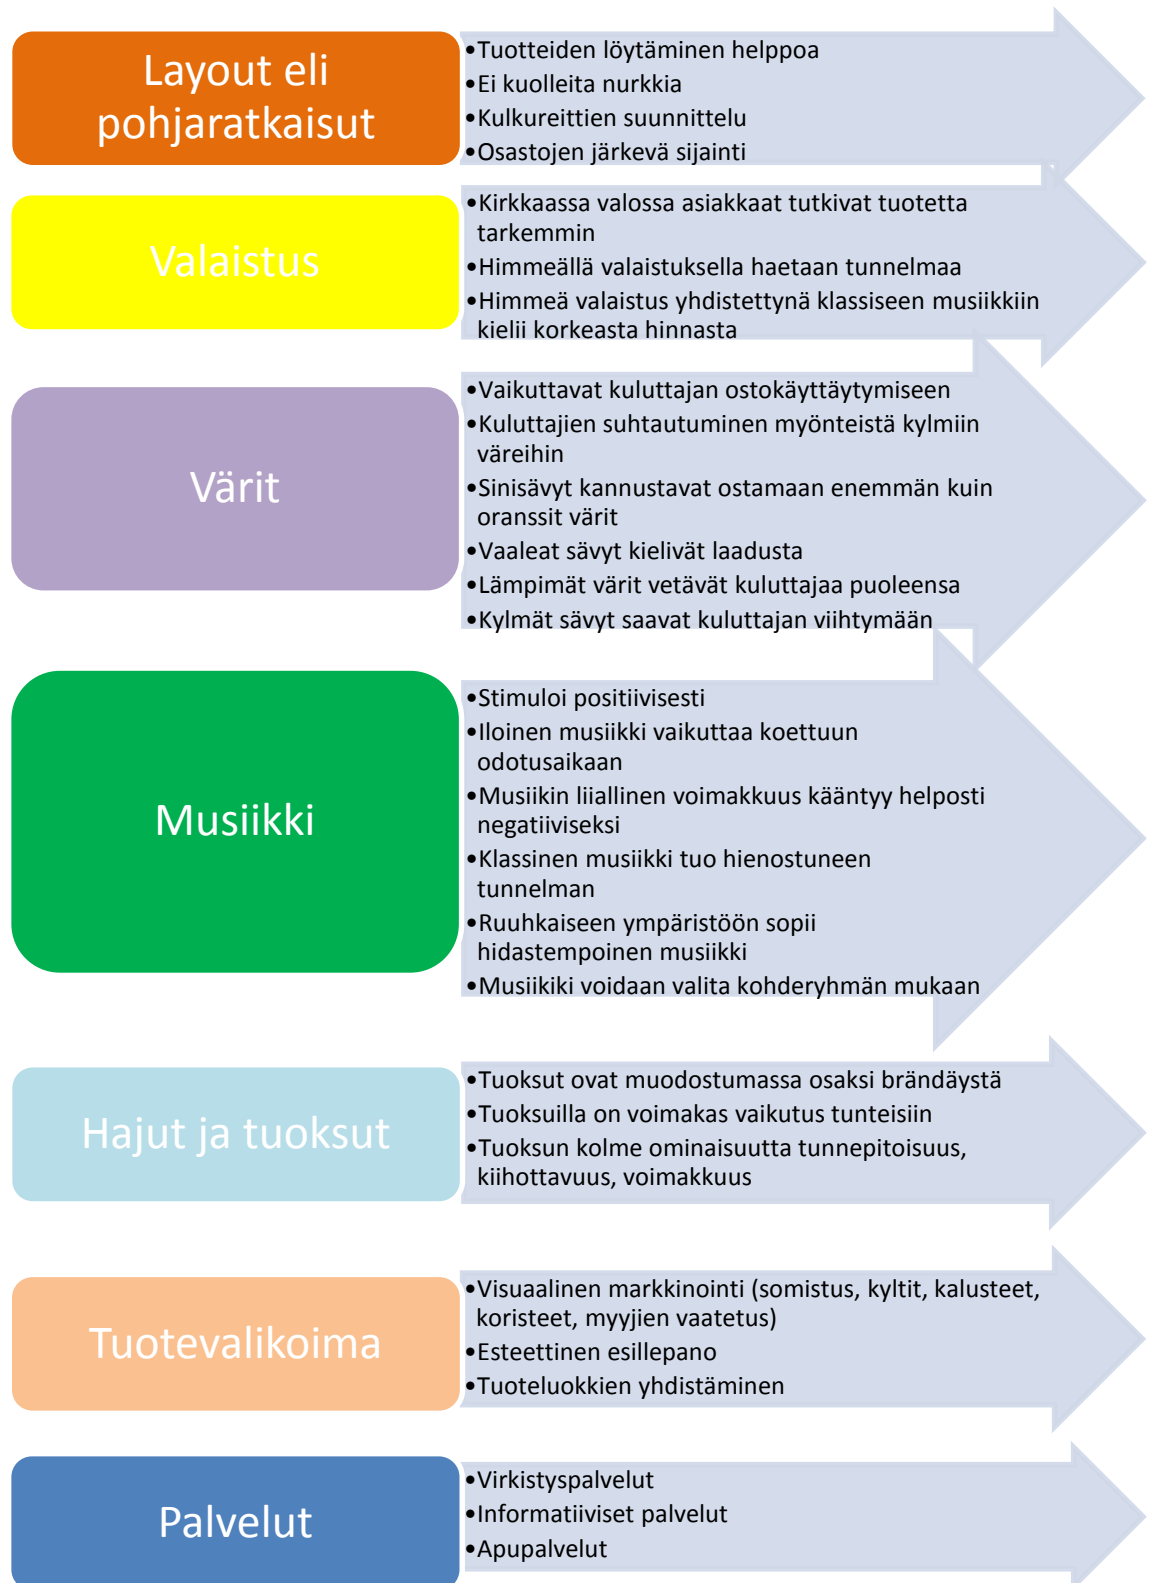 Layout eli
pohjaratkaisut
•Tuotteiden löytäminen helppoa
•Ei kuolleita nurkkia
•Kulkureittien suunnittelu
•Osastojen järkevä sijainti
Valaistus
•Kirkkaassa valossa asiakkaat tutkivat tuotetta
tarkemmin
•Himmeällä valaistuksella haetaan tunnelmaa
•Himmeä valaistus yhdistettynä klassiseen musiikkiin
kielii korkeasta hinnasta
Värit
•Vaikuttavat kuluttajan ostokäyttäytymiseen
•Kuluttajien suhtautuminen myönteistä kylmiin
väreihin
•Sinisävyt kannustavat ostamaan enemmän kuin
oranssit värit
•Vaaleat sävyt kielivät laadusta
•Lämpimät värit vetävät kuluttajaa puoleensa
•Kylmät sävyt saavat kuluttajan viihtymään
Musiikki
•Stimuloi positiivisesti
•Iloinen musiikki vaikuttaa koettuun
odotusaikaan
•Musiikin liiallinen voimakkuus kääntyy helposti
negatiiviseksi
•Klassinen musiikki tuo hienostuneen
tunnelman
•Ruuhkaiseen ympäristöön sopii
hidastempoinen musiikki
•Musiikiki voidaan valita kohderyhmän mukaan
Hajut ja tuoksut
•Tuoksut ovat muodostumassa osaksi brändäystä
•Tuoksuilla on voimakas vaikutus tunteisiin
•Tuoksun kolme ominaisuutta tunnepitoisuus,
kiihottavuus, voimakkuus
Tuotevalikoima
•Visuaalinen markkinointi (somistus, kyltit, kalusteet,
koristeet, myyjien vaatetus)
•Esteettinen esillepano
•Tuoteluokkien yhdistäminen
Palvelut
•Virkistyspalvelut
•Informatiiviset palvelut
•Apupalvelut